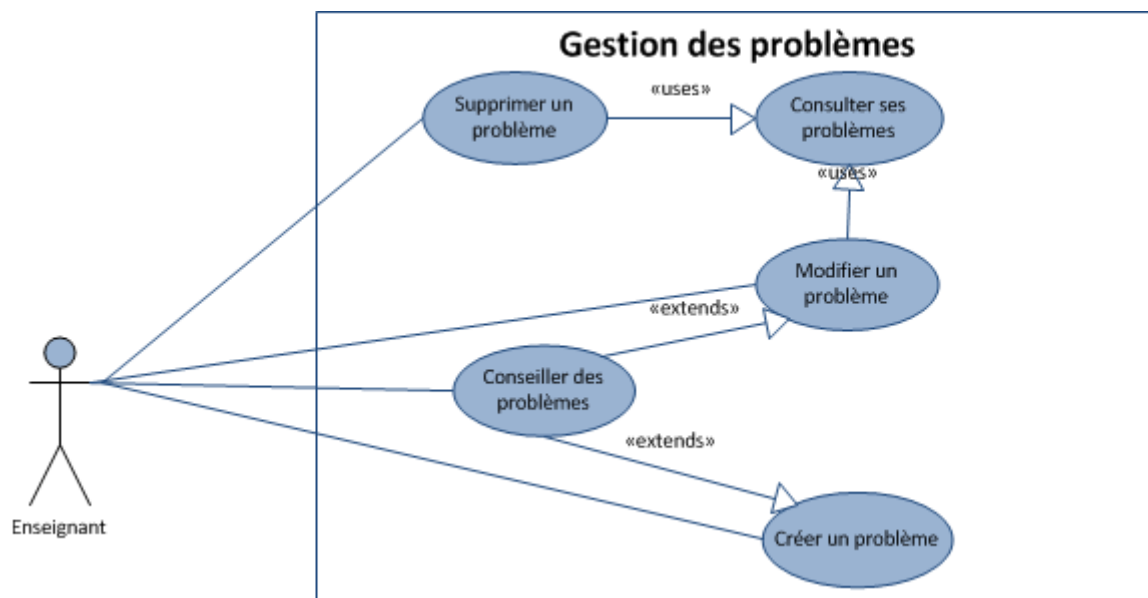 Gestion des problèmes
Supprimer un
problème
«uses»
Consulter ses
problèmes
«uses»
Modifier un
problème
«extends»
Conseiller des
problèmes
«extends»
Créer un problème
Enseignant